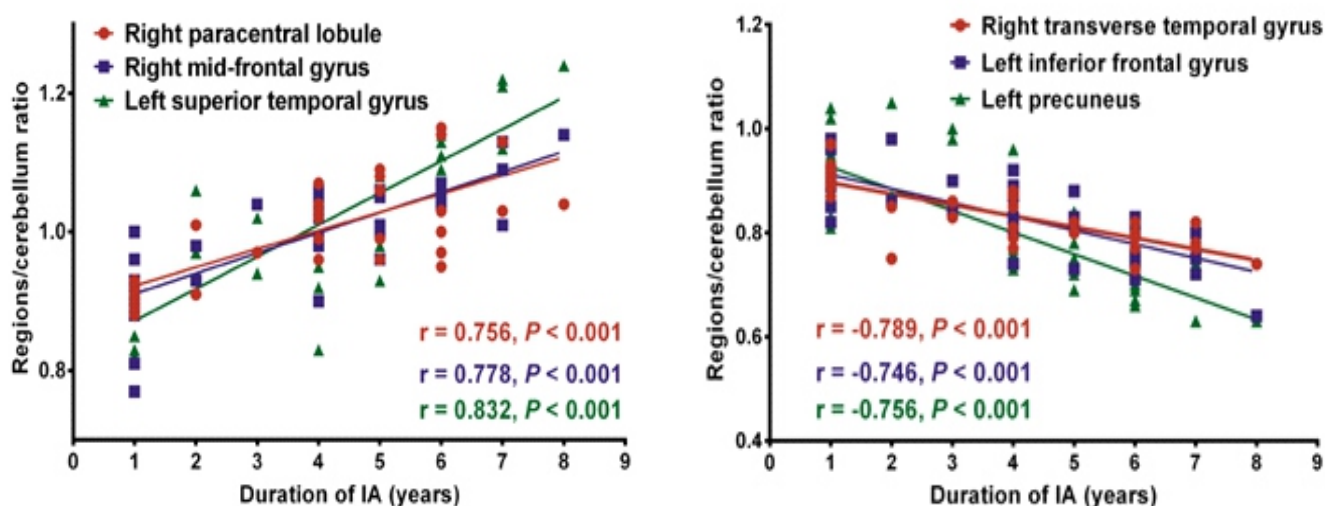 Right paracentral lobule
Right mid-frontal gyrus
Left superior temporal gyrus
Regions/cerebellum ratio
1.2
1.0
0.8
r = 0.756, P < 0.001
r = 0.778, P < 0.001
r = 0.832, P < 0.001
0 1 2 3 4 5 6 7 8 9
Duration of IA (years)
Right transverse temporal gyrus
Left inferior frontal gyrus
Left precuneus
Regions/cerebellum ratio
1.2
1.0
0.8
0.6
0.4
r = -0.789, P < 0.001
r = -0.746, P < 0.001
r = -0.756, P < 0.001
0 1 2 3 4 5 6 7 8 9
Duration of IA (years)